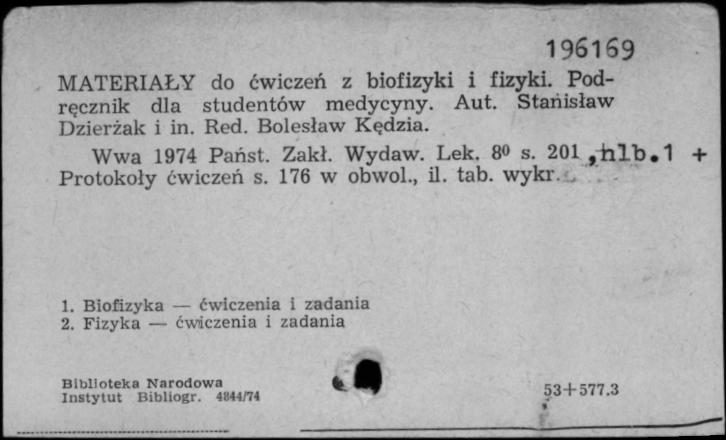 196169
MATERIAŁY do ćwiczeń z biofizyki i fizyki. Pod-
ręcznik dla studentów medycyny. Aut. Stanisław
Dzierżak i in. Red. Bolesław Kędzia.
Wwa 1974 Państ. Zakł. Wydaw. Lek. 8⁰ s. 201 ,nlb.1 +
Protokoły ćwiczeń s. 176 w obwol., il. tab. wykr.
1. Biofizyka — ćwiczenia i zadania
2. Fizyka — ćwiczenia i zadania
Biblioteka Narodowa
Instytut Bibliogr. 4844/74
53+577.3